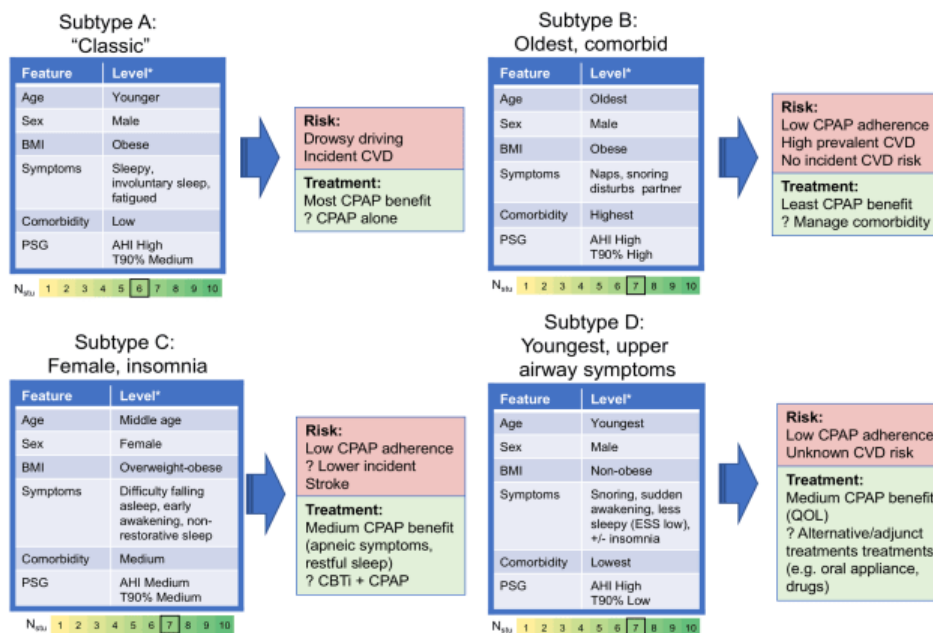 Subtype A:
“Classic”
Feature Level*
Age Younger
Sex Male
BMI Obese
Symptoms Sleepy,
involuntary sleep,
fatigued
Comorbidity Low
PSG AHI High
T90% Medium
Nstu 1 2 3 4 5 6 7 8 9 10
Risk:
Drowsy driving
Incident CVD
Treatment:
Most CPAP benefit
? CPAP alone
Subtype B:
Oldest, comorbid
Feature Level*
Age Oldest
Sex Male
BMI Obese
Symptoms Naps, snoring
disturbs partner
Comorbidity Highest
PSG AHI High
T90% High
Nstu 1 2 3 4 5 6 7 8 9 10
Risk:
Low CPAP adherence
High prevalent CVD
No incident CVD risk
Treatment:
Least CPAP benefit
? Manage comorbidity
Subtype C:
Female, insomnia
Feature Level*
Age Middle age
Sex Female
BMI Overweight-obese
Symptoms Difficulty falling
asleep, early
awakening, non-
restorative sleep
Comorbidity Medium
PSG AHI Medium
T90% Medium
Nstu 1 2 3 4 5 6 7 8 9 10
Risk:
Low CPAP adherence
? Lower incident
Stroke
Treatment:
Medium CPAP benefit
(apneic symptoms,
restful sleep)
? CBTi + CPAP
Subtype D:
Youngest, upper
airway symptoms
Feature Level*
Age Youngest
Sex Male
BMI Non-obese
Symptoms Snoring, sudden
awakening, less
sleepy (ESS low),
+/- insomnia
Comorbidity Lowest
PSG AHI High
T90% Low
Nstu 1 2 3 4 5 6 7 8 9 10
Risk:
Low CPAP adherence
Unknown CVD risk
Treatment:
Medium CPAP benefit
(QOL)
? Alternative/adjunct
treatments treatments
(e.g. oral appliance,
drugs)